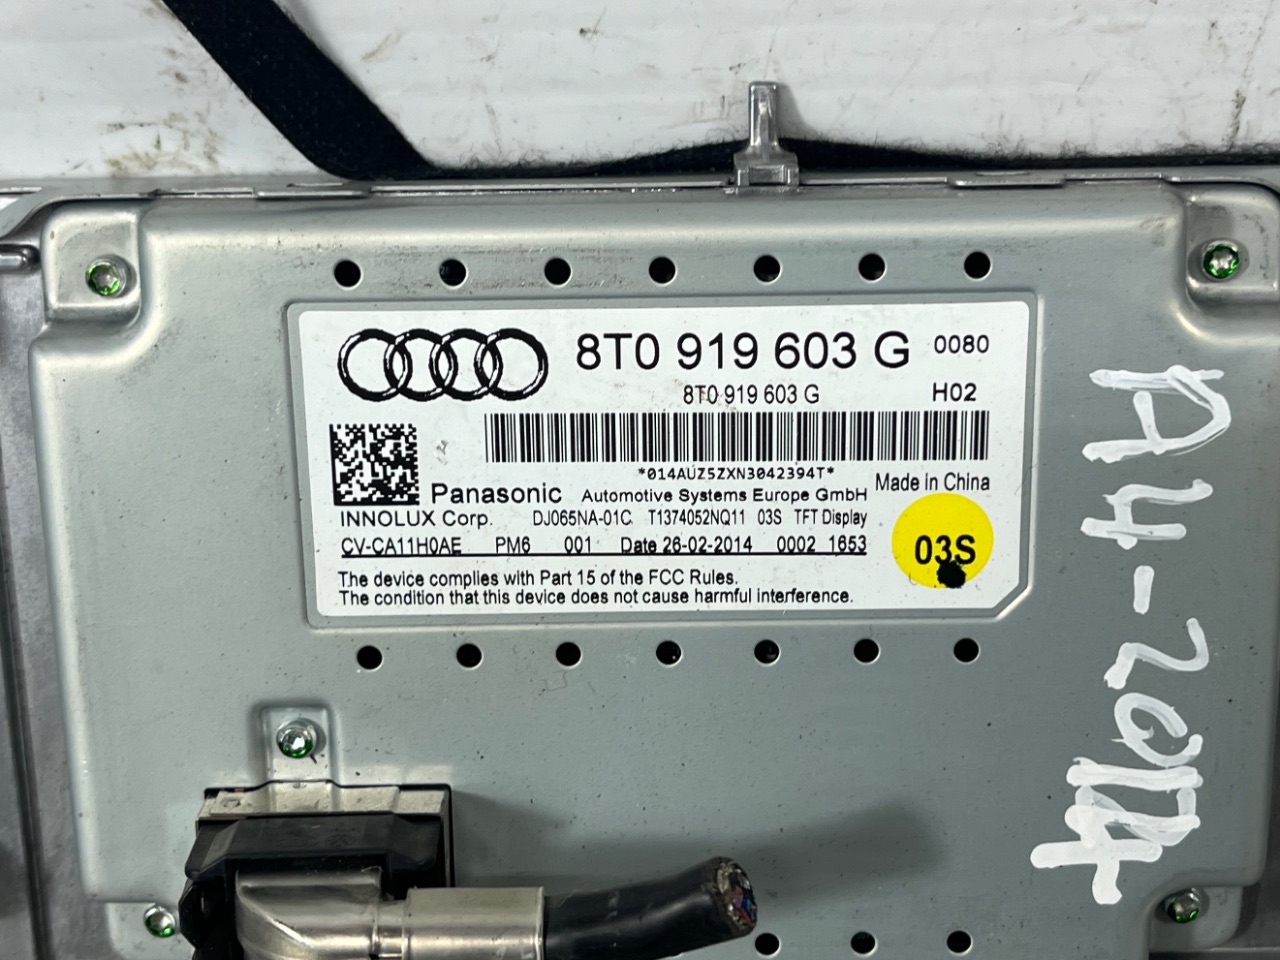 8T0 919 603 G 0080
8T0 919 603 G H02
*014AUZ5ZXN3042394T*
Panasonic Automotive Systems Europe GmbH Made in China
INNOLUX Corp. DJ065NA-01C T1374052NQ11 03S TFT Display
CV-CA11H0AE PM6 001 Date 26-02-2014 0002 1653
03S
The device complies with Part 15 of the FCC Rules.
The condition that this device does not cause harmful interference.
A4-2014